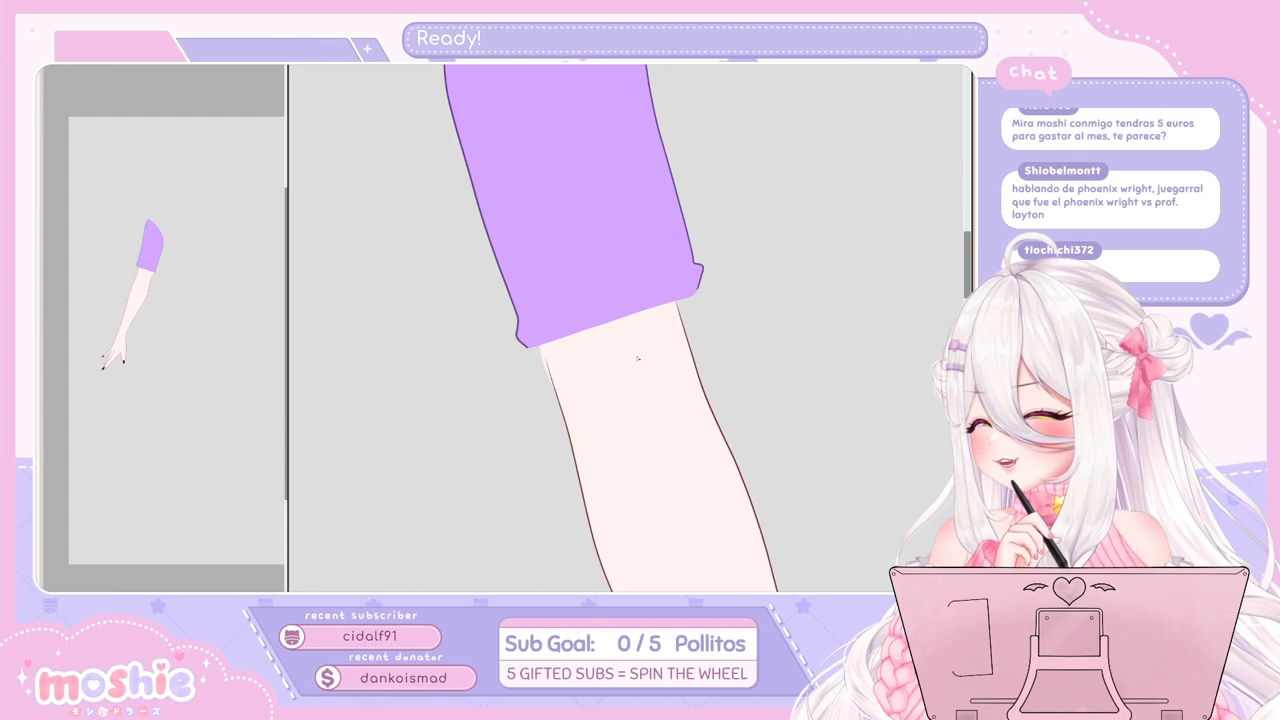 Ready!
+
chat
Mira moshi conmigo tendras 5 euros
para gastar al mes, te parece?
Shiobelmontt
hablando de phoenix wright, juegarral
que fue el phoenix wright vs prof.
layton
tiochichi372
recent subscriber
cidalf91
recent donator
$
dankoismad
Sub Goal: 0 / 5 Pollitos
5 GIFTED SUBS = SPIN THE WHEEL
moshie